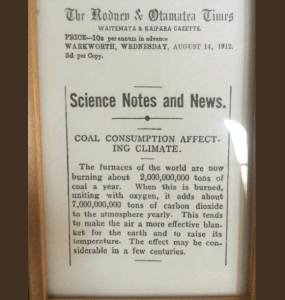 The Rodney & Otamatea Times
WAITEMATA & KAIPARA GAZETTE.
PRICE—10s per annum in advance
WARKWORTH, WEDNESDAY, AUGUST 14, 1912.
3d per Copy.
Science Notes and News.
COAL CONSUMPTION AFFECT-
ING CLIMATE.
The furnaces of the world are now
burning about 2,000,000,000 tons of
coal a year. When this is burned,
uniting with oxygen, it adds about
7,000,000,000 tons of carbon dioxide
to the atmosphere yearly. This tends
to make the air a more effective blan-
ket for the earth and to raise its
temperature. The effect may be con-
siderable in a few centuries.